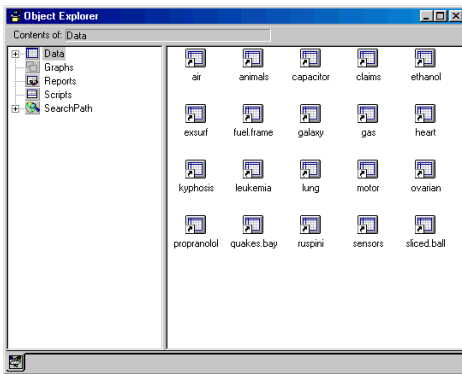 Object Explorer
Contents of: Data
Data
Graphs
Reports
Scripts
SearchPath
air animals capacitor claims ethanol
exsurf fuel.frame galaxy gas heart
kyphosis leukemia lung motor ovarian
propranolol quakes.bay ruspini sensors sliced.ball